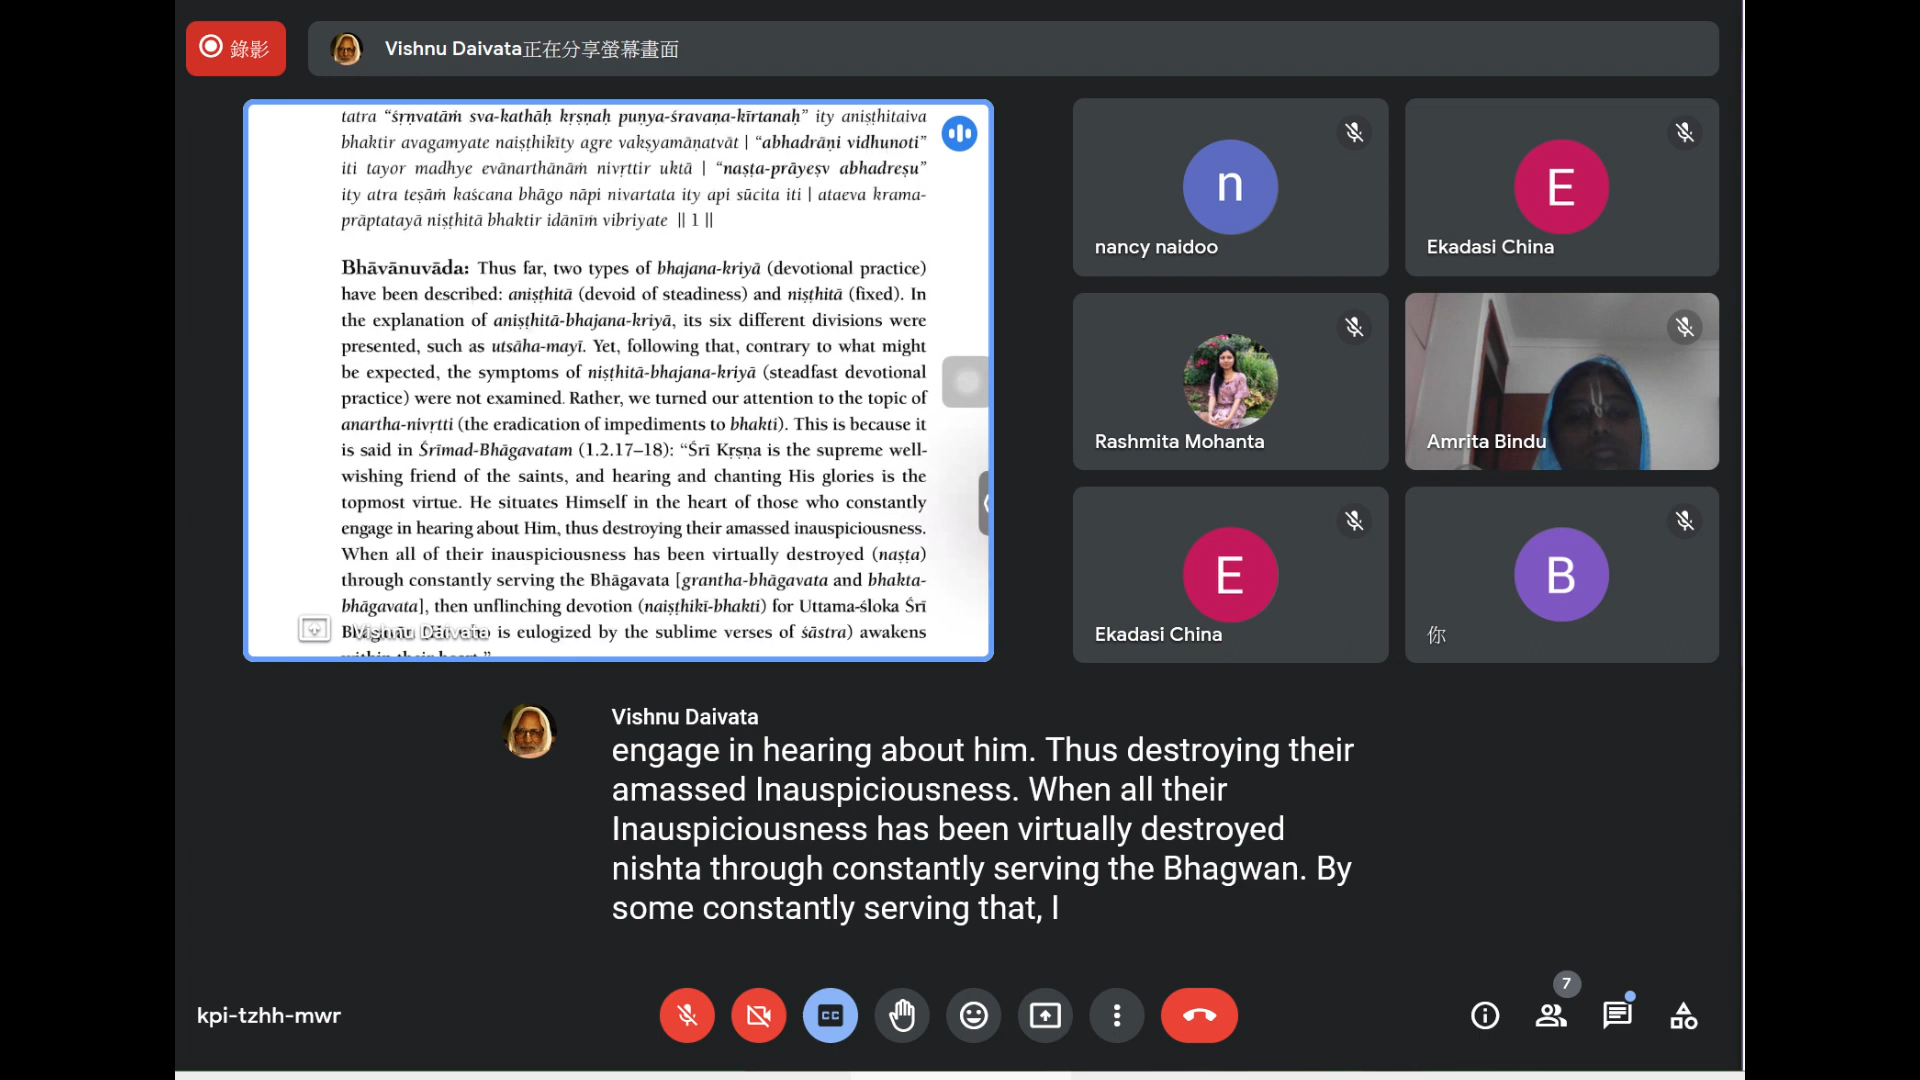 錄影
Vishnu Daivata正在分享螢幕畫面
tatra “śṛṇvatāṁ sva-kathāḥ kṛṣṇaḥ puṇya-śravaṇa-kīrtanaḥ” ity aniṣṭhitaiva
bhaktir avagamyate naiṣṭhikīty agre vakṣyamāṇatvāt | “abhadrāṇi vidhunoti”
iti tayor madhye evānarthānāṁ nivṛttir uktā | “naṣṭa-prāyeṣv abhadreṣu”
ity atra teṣāṁ kaścana bhāgo nāpi nivartata ity api sūcita iti | ataeva krama-
prāptatayā niṣṭhitā bhaktir idānīṁ vibriyate || 1 ||
Bhāvānuvāda: Thus far, two types of bhajana-kriyā (devotional practice)
have been described: aniṣṭhitā (devoid of steadiness) and niṣṭhitā (fixed). In
the explanation of aniṣṭhitā-bhajana-kriyā, its six different divisions were
presented, such as utsāha-mayī. Yet, following that, contrary to what might
be expected, the symptoms of niṣṭhitā-bhajana-kriyā (steadfast devotional
practice) were not examined. Rather, we turned our attention to the topic of
anartha-nivṛtti (the eradication of impediments to bhakti). This is because it
is said in Śrīmad-Bhāgavatam (1.2.17–18): “Śrī Kṛṣṇa is the supreme well-
wishing friend of the saints, and hearing and chanting His glories is the
topmost virtue. He situates Himself in the heart of those who constantly
engage in hearing about Him, thus destroying their amassed inauspiciousness.
When all of their inauspiciousness has been virtually destroyed (naṣṭa)
through constantly serving the Bhāgavata [grantha-bhāgavata and bhakta-
bhāgavata], then unflinching devotion (naiṣṭhikī-bhakti) for Uttama-śloka Śrī
is eulogized by the sublime verses of śāstra) awakens
Vishnu Daivata
nancy naidoo
Ekadasi China
Rashmita Mohanta
Amrita Bindu
Ekadasi China
你
n
E
E
B
Vishnu Daivata
engage in hearing about him. Thus destroying their
amassed Inauspiciousness. When all their
Inauspiciousness has been virtually destroyed
nishta through constantly serving the Bhagwan. By
some constantly serving that, I
kpi-tzhh-mwr
CC
7